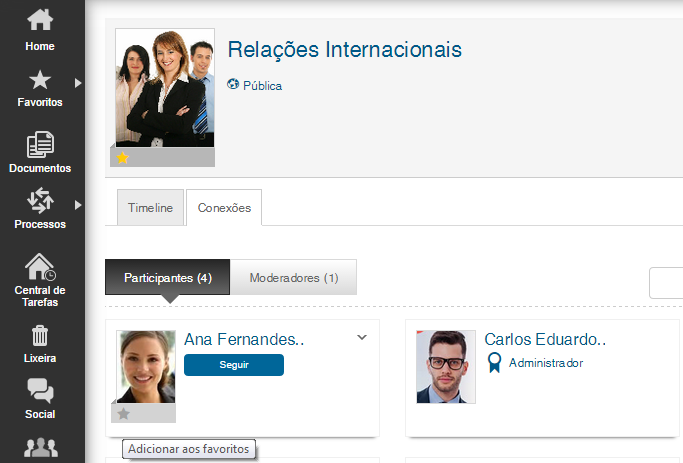 Home
Favoritos
Documentos
Processos
Central de
Tarefas
Lixeira
Social
Relações Internacionais
Pública
Timeline
Conexões
Participantes (4)
Moderadores (1)
Ana Fernandes..
Seguir
Carlos Eduardo..
Administrador
Adicionar aos favoritos